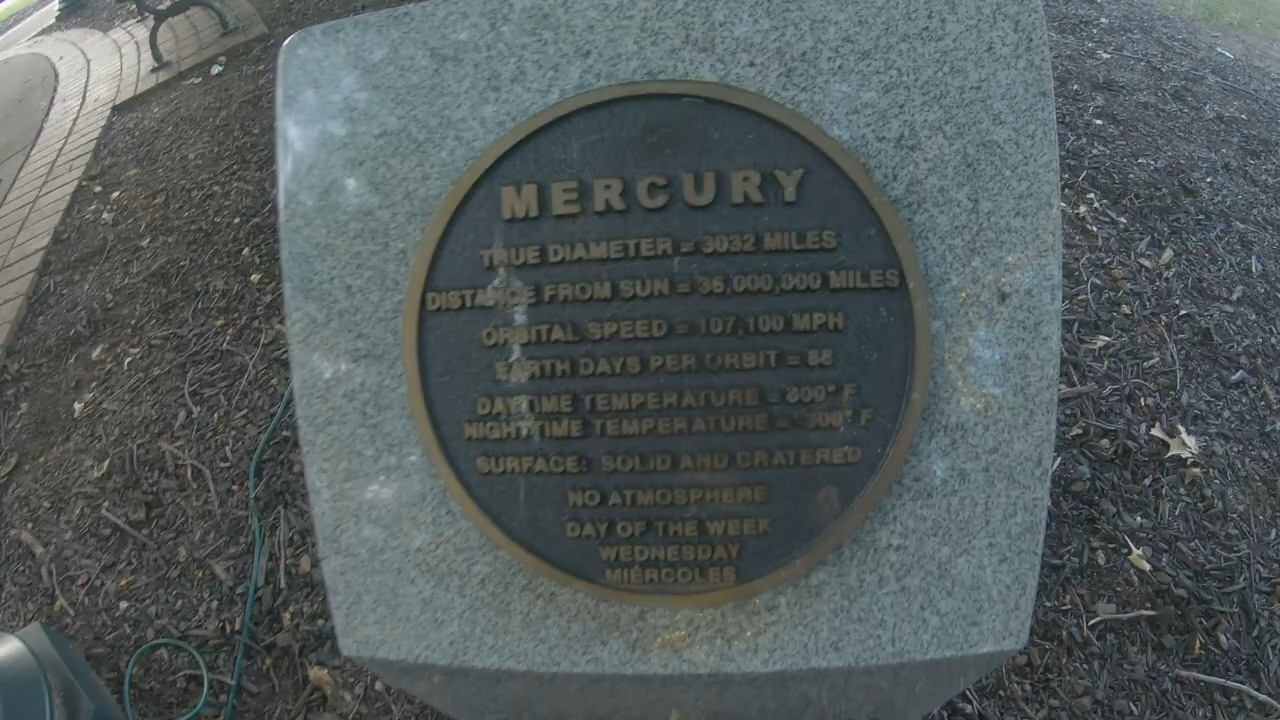 MERCURY
TRUE DIAMETER = 3032 MILES
DISTANCE FROM SUN = 36,000,000 MILES
ORBITAL SPEED = 107,100 MPH
EARTH DAYS PER ORBIT = 88
DAYTIME TEMPERATURE = 800° F
NIGHTTIME TEMPERATURE = -300° F
SURFACE: SOLID AND CRATERED
NO ATMOSPHERE
DAY OF THE WEEK
WEDNESDAY
MIÉRCOLES